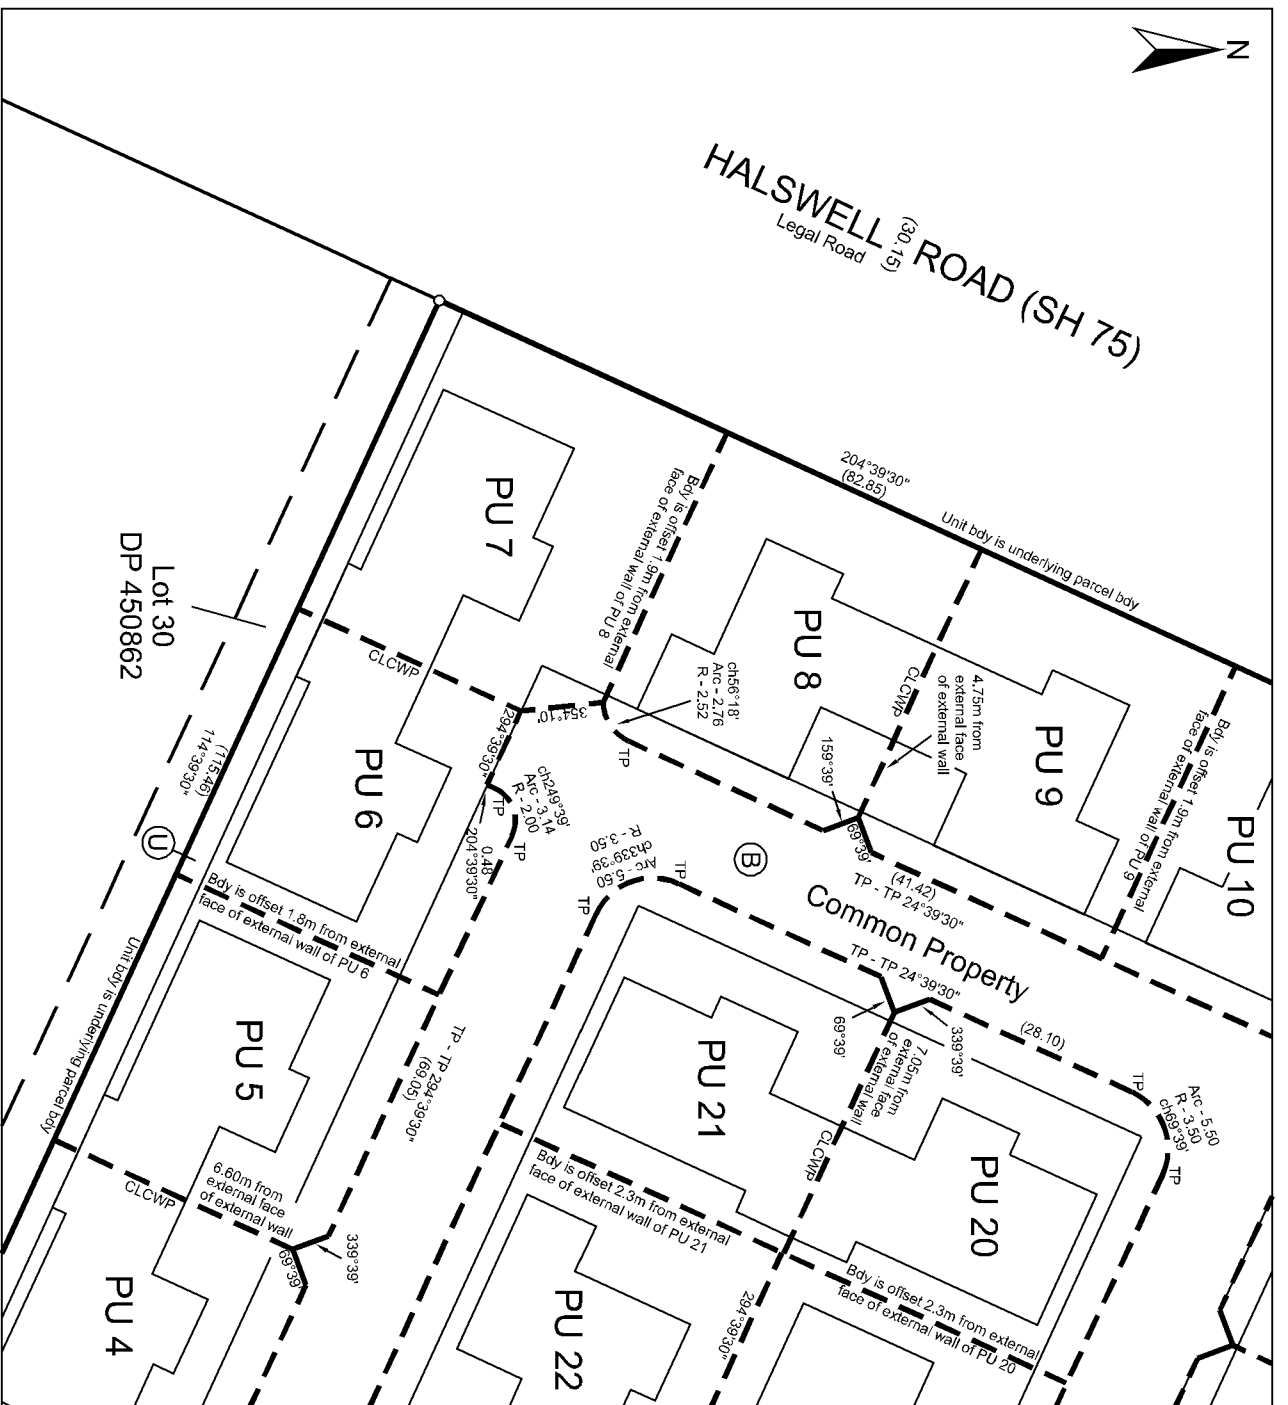 N
HALSWELL ROAD (SH 75)
(30.15)
Legal Road
204°39'30"
(82.85)
Unit bdy is underlying parcel bdy
PU 7
Bdy is offset 1.9m from external
face of external wall of PU 8
PU 8
ch56°18'
Arc - 2.76
R - 2.52
TP
CLCWP
4.75m from
external face
of external wall
159°39'
69°39'
PU 9
Bdy is offset 1.9m from external
face of external wall of PU 9
PU 10
(41.42)
TP - TP 24°39'30"
Lot 30
DP 450862
CLCWP
354°10'
294°39'30"
TP
ch249°39'
Arc - 3.14
R - 2.00
TP
0.48
204°39'30"
PU 6
(115.46)
114°39'30"
U
Bdy is offset 1.8m from external
face of external wall of PU 6
B
Common Property
Arc - 5.50
ch339°39'
R - 3.50
TP
TP
TP - TP 24°39'30"
69°39'
339°39'
(28.10)
7.05m from
external face
of external wall
TP
Arc - 5.50
R - 3.50
ch69°39'
TP
PU 5
Unit bdy is underlying parcel bdy
TP - TP 294°39'30"
(69.05)
PU 21
CLCWP
PU 20
Bdy is offset 2.3m from external
face of external wall of PU 21
Bdy is offset 2.3m from external
face of external wall of PU 20
CLCWP
6.60m from
external face
of external wall
339°39'
69°39'
PU 4
PU 22
294°39'30"